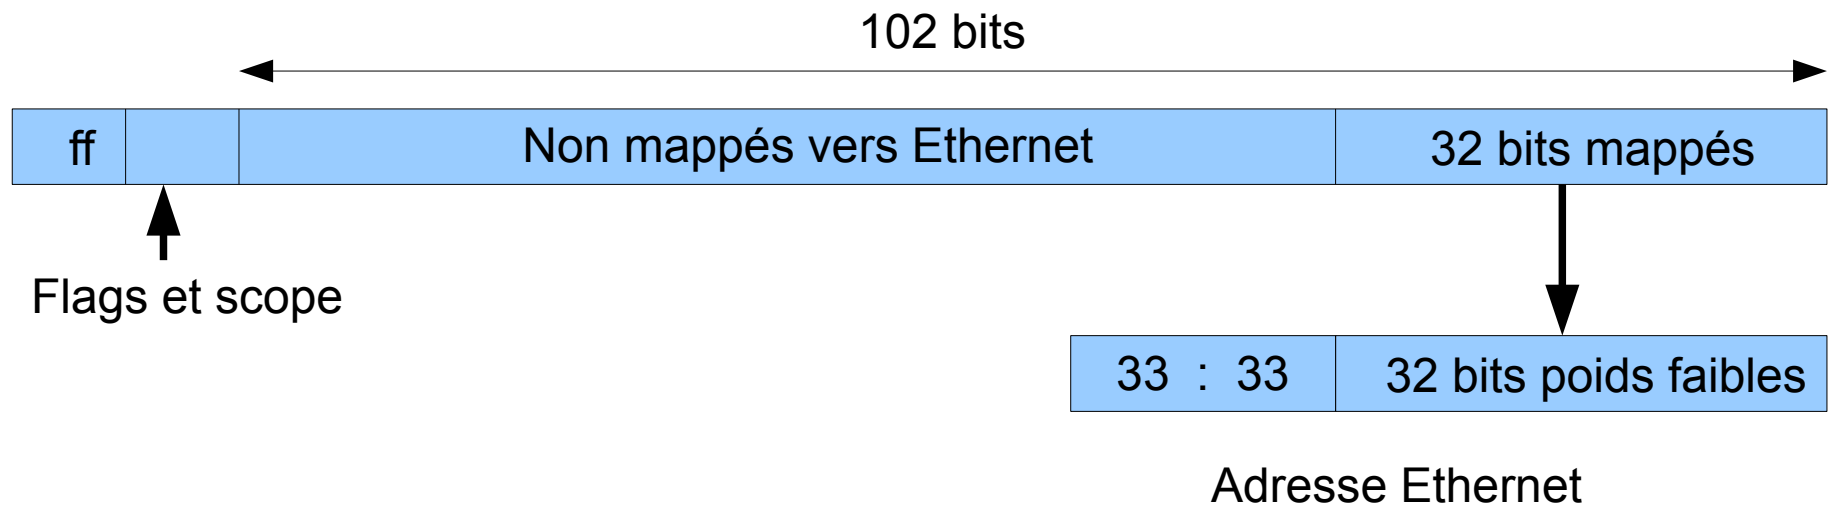 102 bits
ff
Non mappés vers Ethernet
32 bits mappés
Flags et scope
33 : 33
32 bits poids faibles
Adresse Ethernet